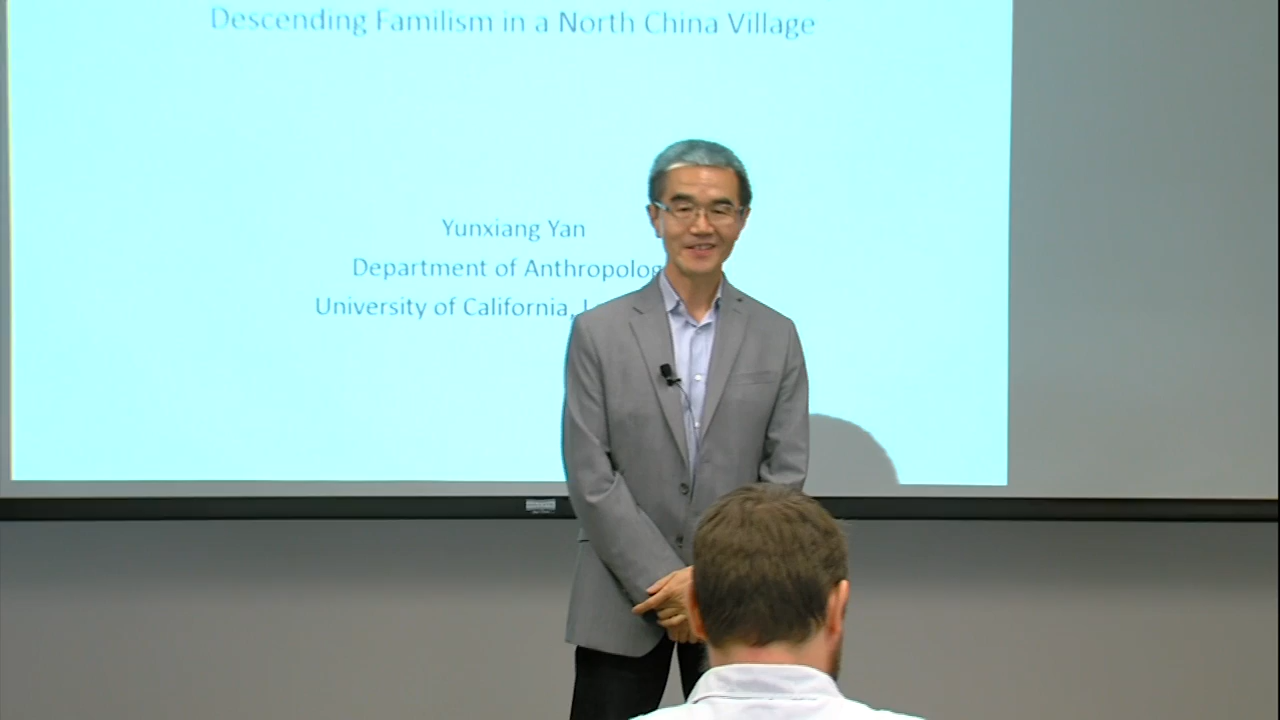 Descending Familism in a North China Village
Yunxiang Yan
Department of Anthropolog
University of California,